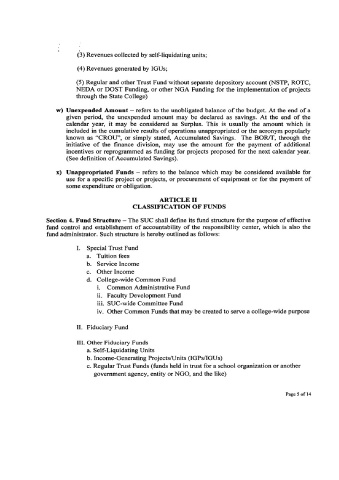 (3) Revenues collected by self-liquidating units;
(4) Revenues generated by IGUs;
(5) Regular and other Trust Fund without separate depository account (NSTP, ROTC,
NEDA or DOST Funding, or other NGA Funding for the implementation of projects
through the State College)
w) Unexpended Amount – refers to the unobligated balance of the budget. At the end of a
given period, the unexpended amount may be declared as savings. At the end of the
calendar year, it may be considered as Surplus. This is usually the amount which is
included in the cumulative results of operations unappropriated or the acronym popularly
known as "CROU", or simply stated, Accumulated Savings. The BOR/T, through the
initiative of the finance division, may use the amount for the payment of additional
incentives or reprogrammed as funding for projects proposed for the next calendar year.
(See definition of Accumulated Savings).
x) Unappropriated Funds – refers to the balance which may be considered available for
use for a specific project or projects, or procurement of equipment or for the payment of
some expenditure or obligation.
ARTICLE II
CLASSIFICATION OF FUNDS
Section 4. Fund Structure – The SUC shall define its fund structure for the purpose of effective
fund control and establishment of accountability of the responsibility center, which is also the
fund administrator. Such structure is hereby outlined as follows:
I. Special Trust Fund
a. Tuition fees
b. Service Income
c. Other Income
d. College-wide Common Fund
i. Common Administrative Fund
ii. Faculty Development Fund
iii. SUC-wide Committee Fund
iv. Other Common Funds that may be created to serve a college-wide purpose
II. Fiduciary Fund
III. Other Fiduciary Funds
a. Self-Liquidating Units
b. Income-Generating Projects/Units (IGPs/IGUs)
c. Regular Trust Funds (funds held in trust for a school organization or another
government agency, entity or NGO, and the like)
Page 5 of 14